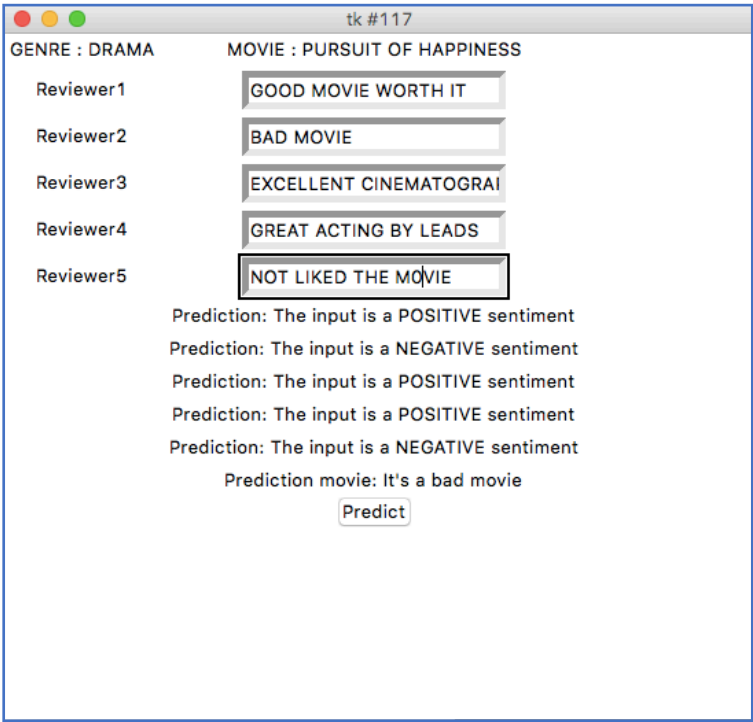 tk #117
GENRE : DRAMA MOVIE : PURSUIT OF HAPPINESS
Reviewer1 GOOD MOVIE WORTH IT
Reviewer2 BAD MOVIE
Reviewer3 EXCELLENT CINEMATOGRA
Reviewer4 GREAT ACTING BY LEADS
Reviewer5 NOT LIKED THE MOVIE
Prediction: The input is a POSITIVE sentiment
Prediction: The input is a NEGATIVE sentiment
Prediction: The input is a POSITIVE sentiment
Prediction: The input is a POSITIVE sentiment
Prediction: The input is a NEGATIVE sentiment
Prediction movie: It's a bad movie
Predict